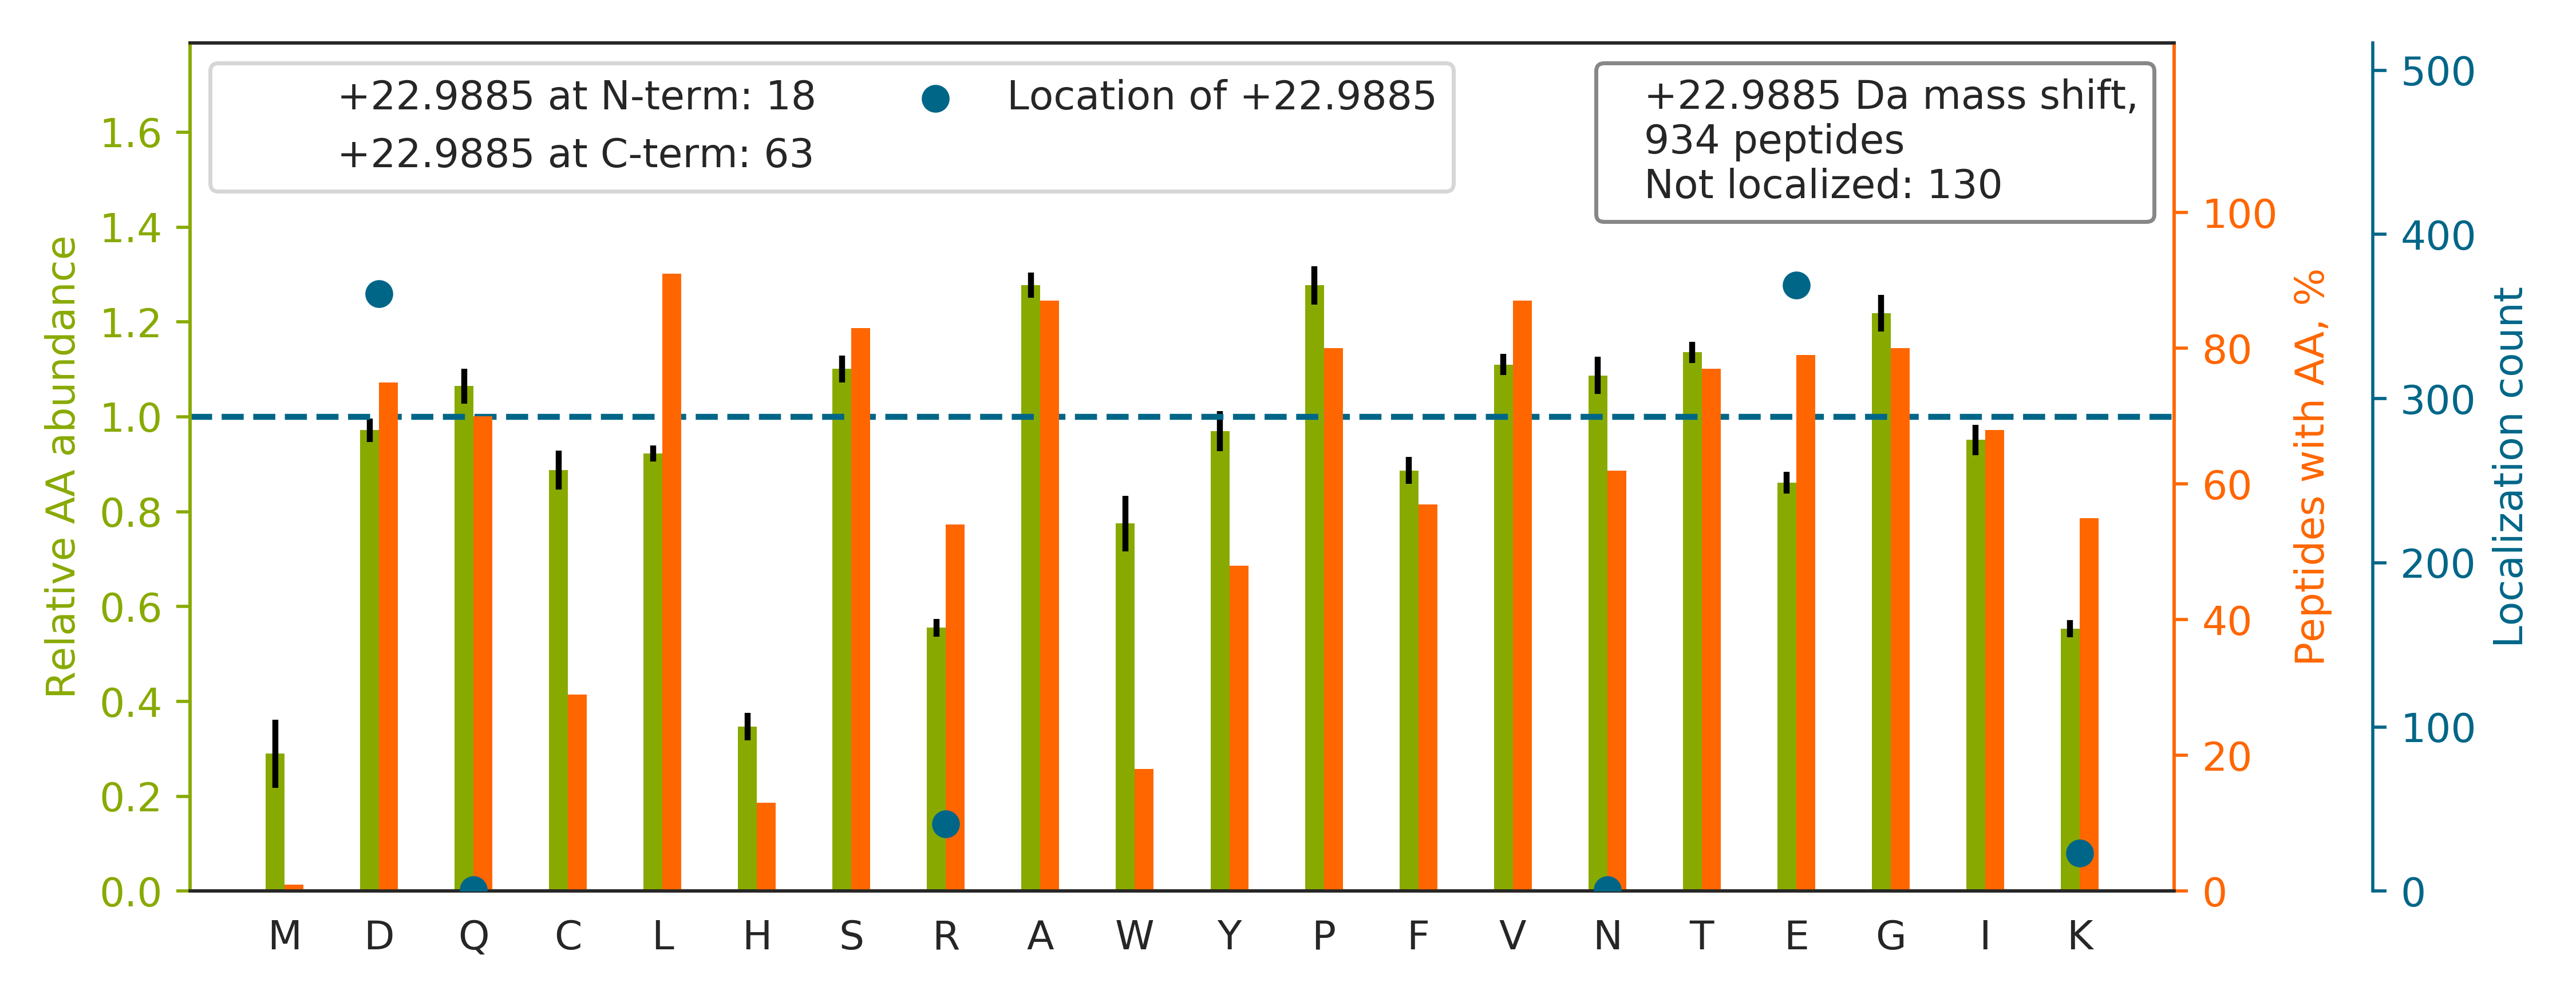 +22.9885 at N-term: 18
+22.9885 at C-term: 63
Location of +22.9885
+22.9885 Da mass shift,
934 peptides
Not localized: 130
Relative AA abundance
1.6
1.4
1.2
1.0
0.8
0.6
0.4
0.2
0.0
M D Q C L H S R A W Y P F V N T E G I K
100
80
60
40
20
0
Peptides with AA, %
500
400
300
200
100
0
Localization count